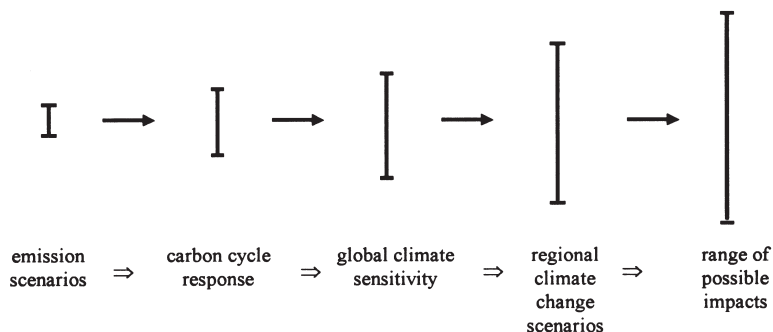 emission
scenarios
⇒
carbon cycle
response
⇒
global climate
sensitivity
⇒
regional
climate
change
scenarios
⇒
range of
possible
impacts